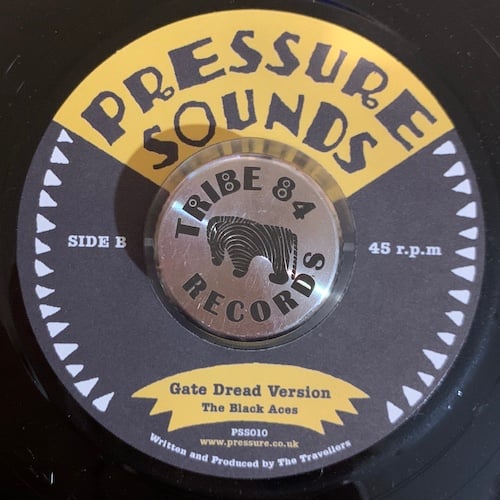 PRESSURE
SOUNDS
TRIBE 84
RECORDS
SIDE B
45 r.p.m
Gate Dread Version
The Black Aces
PSS010
www.pressure.co.uk
Written and Produced by The Travellers